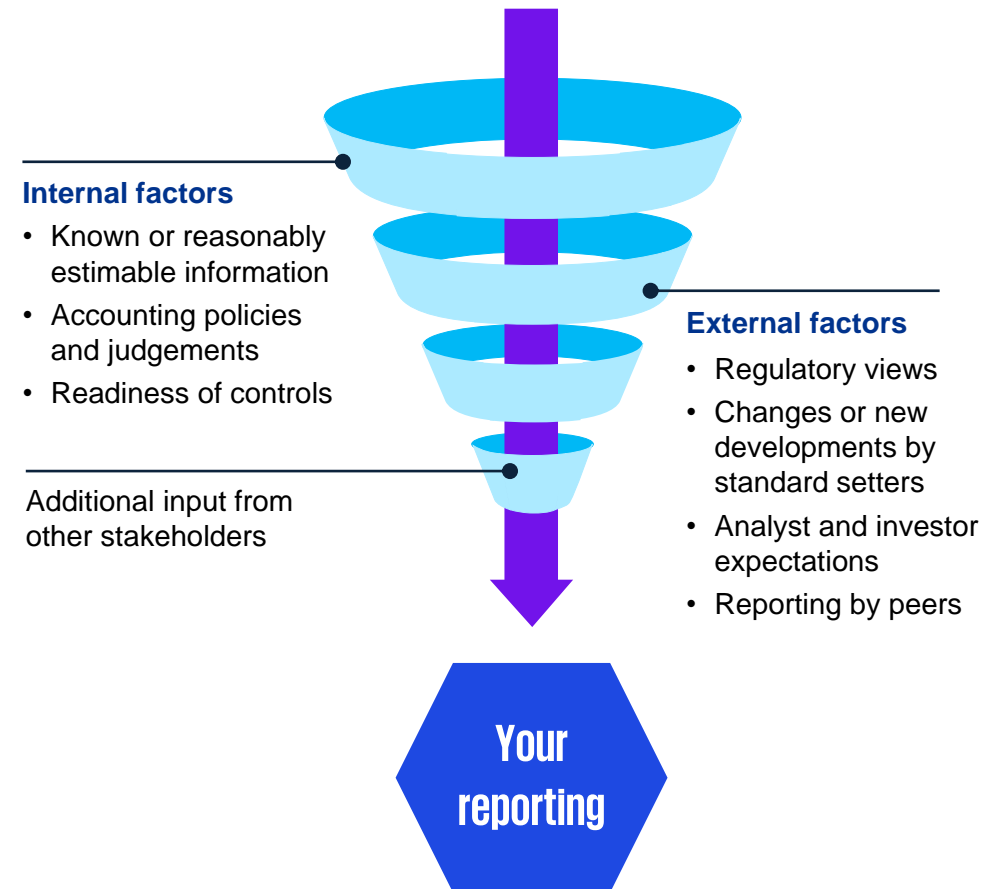 Internal factors
• Known or reasonably
estimable information
• Accounting policies
and judgements
• Readiness of controls
External factors
• Regulatory views
• Changes or new
developments by
standard setters
• Analyst and investor
expectations
• Reporting by peers
Additional input from
other stakeholders
Your
reporting